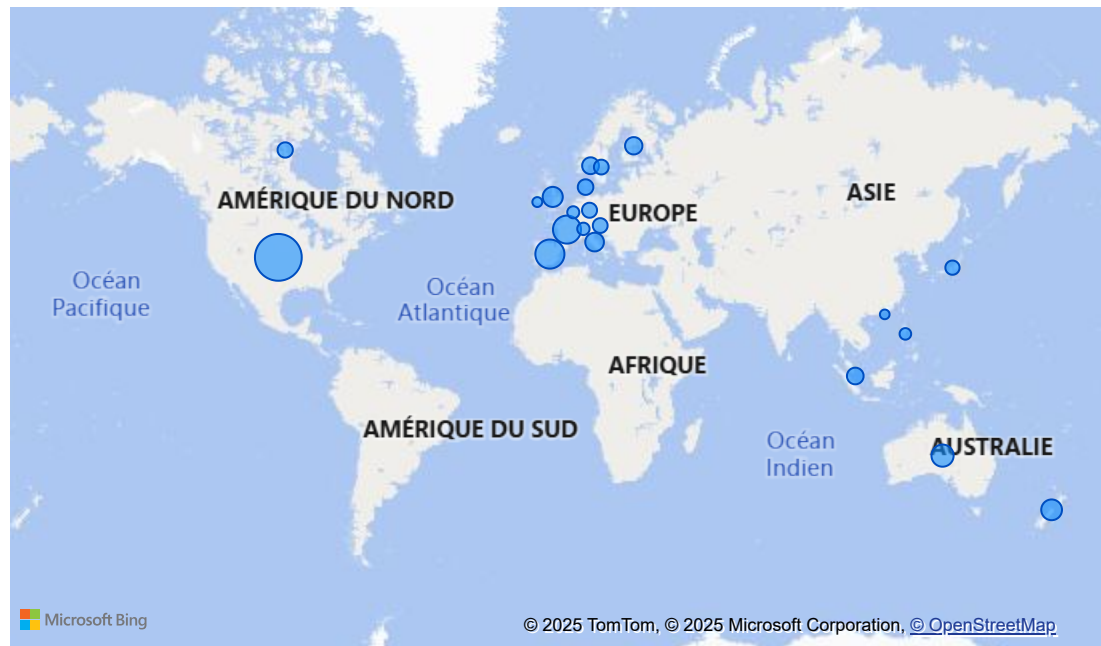 AMÉRIQUE DU NORD
ASIE
EUROPE
Océan
Pacifique
Océan
Atlantique
AFRIQUE
AMÉRIQUE DU SUD
Océan
Indien
AUSTRALIE
Microsoft Bing
© 2025 TomTom, © 2025 Microsoft Corporation, © OpenStreetMap